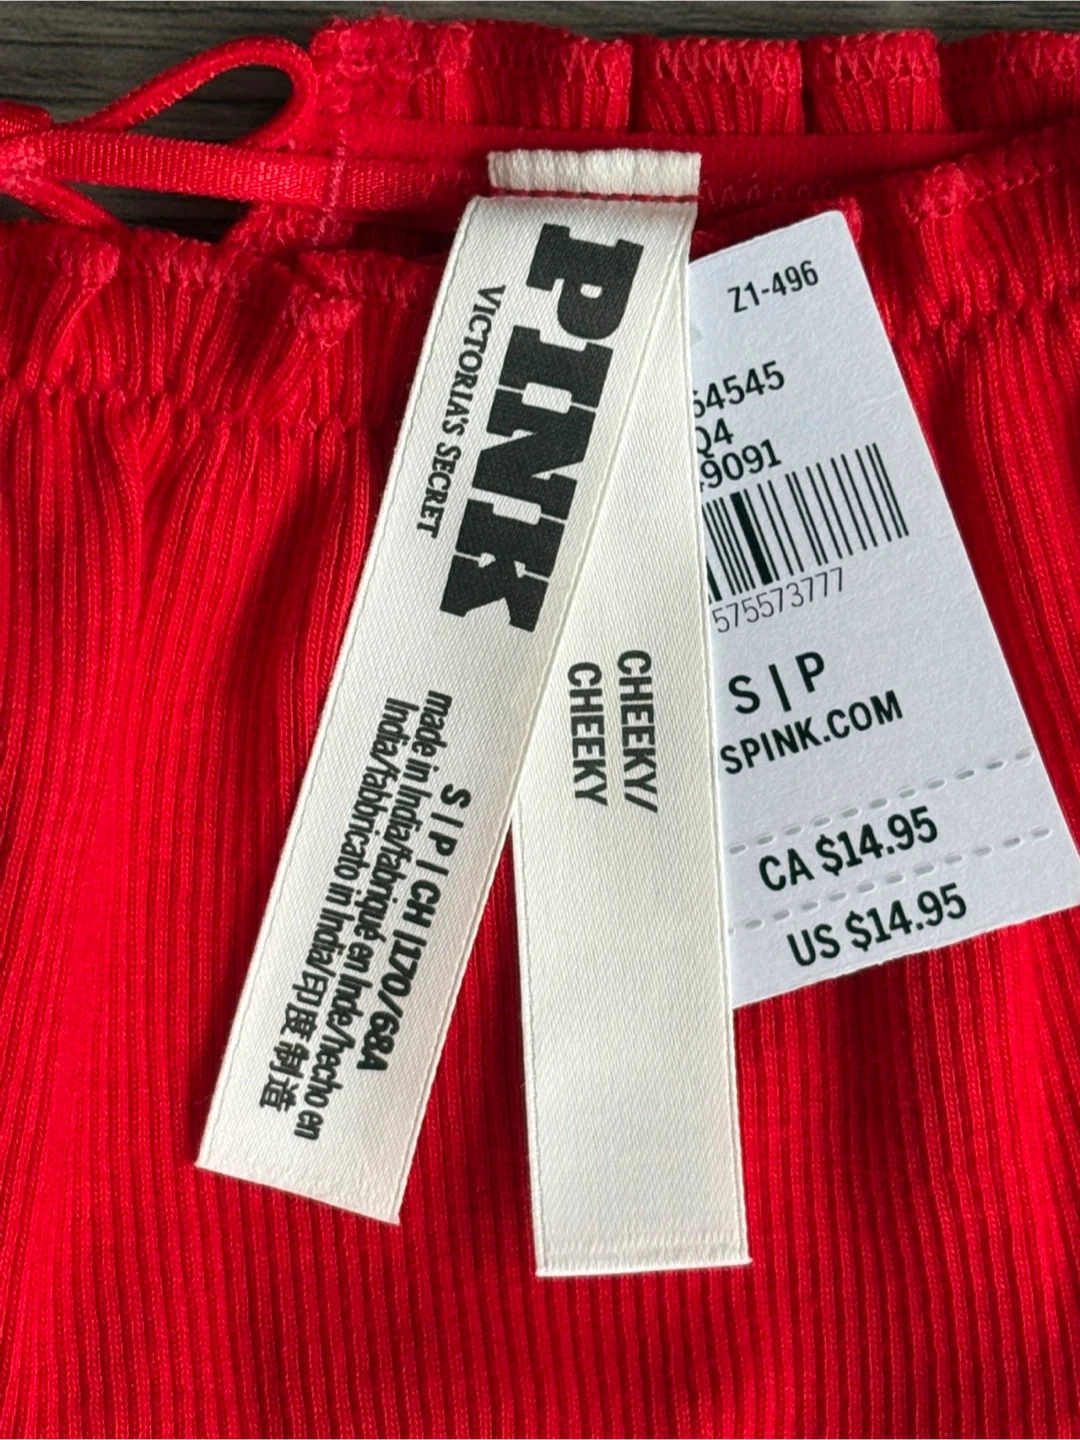 PINK
VICTORIA'S SECRET
S | P | CH |170/68A
made in India/fabriqué en Inde/hecho en
India/fabbricato in India/印度制造
CHEEKY/
CHEEKY
Z1-496
54545
Q4
9091
575573777
S | P
SPINK.COM
CA $14.95
US $14.95